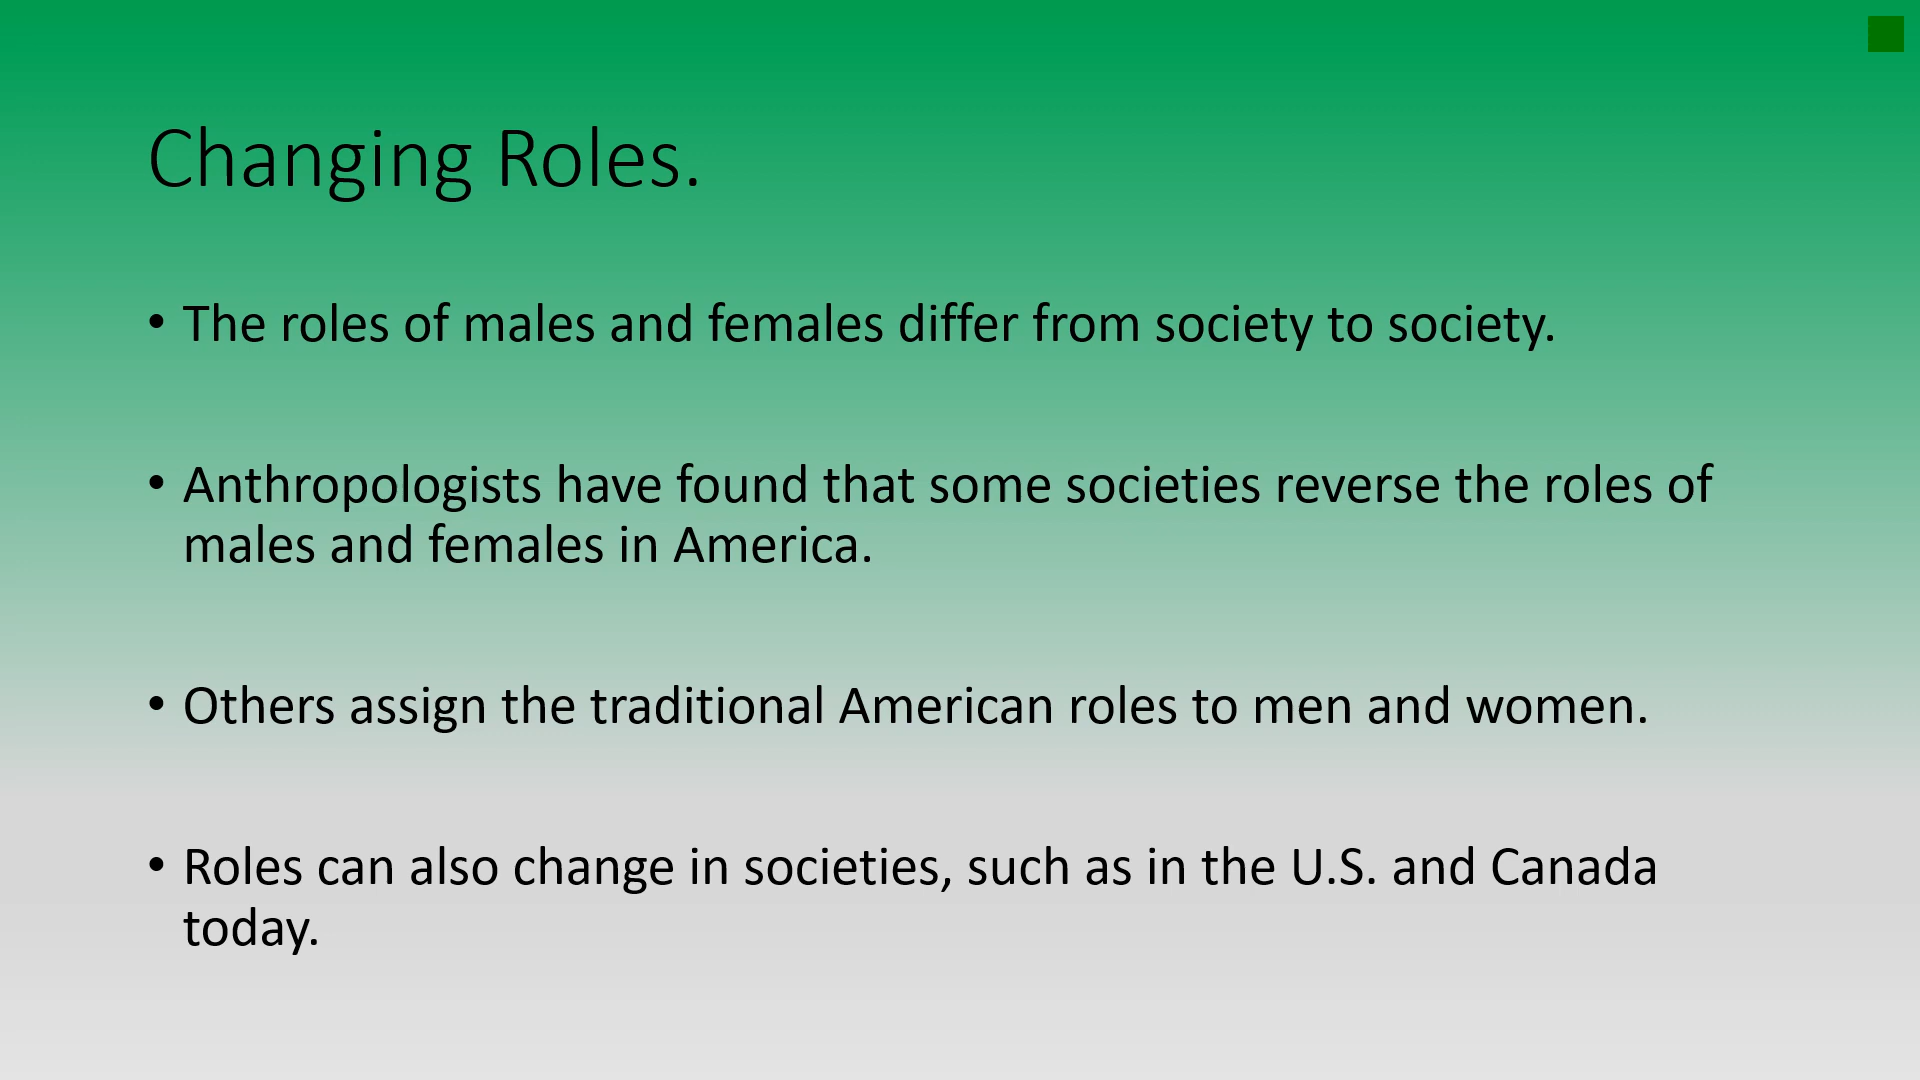 Changing Roles.
• The roles of males and females differ from society to society.
• Anthropologists have found that some societies reverse the roles of
males and females in America.
• Others assign the traditional American roles to men and women.
• Roles can also change in societies, such as in the U.S. and Canada
today.